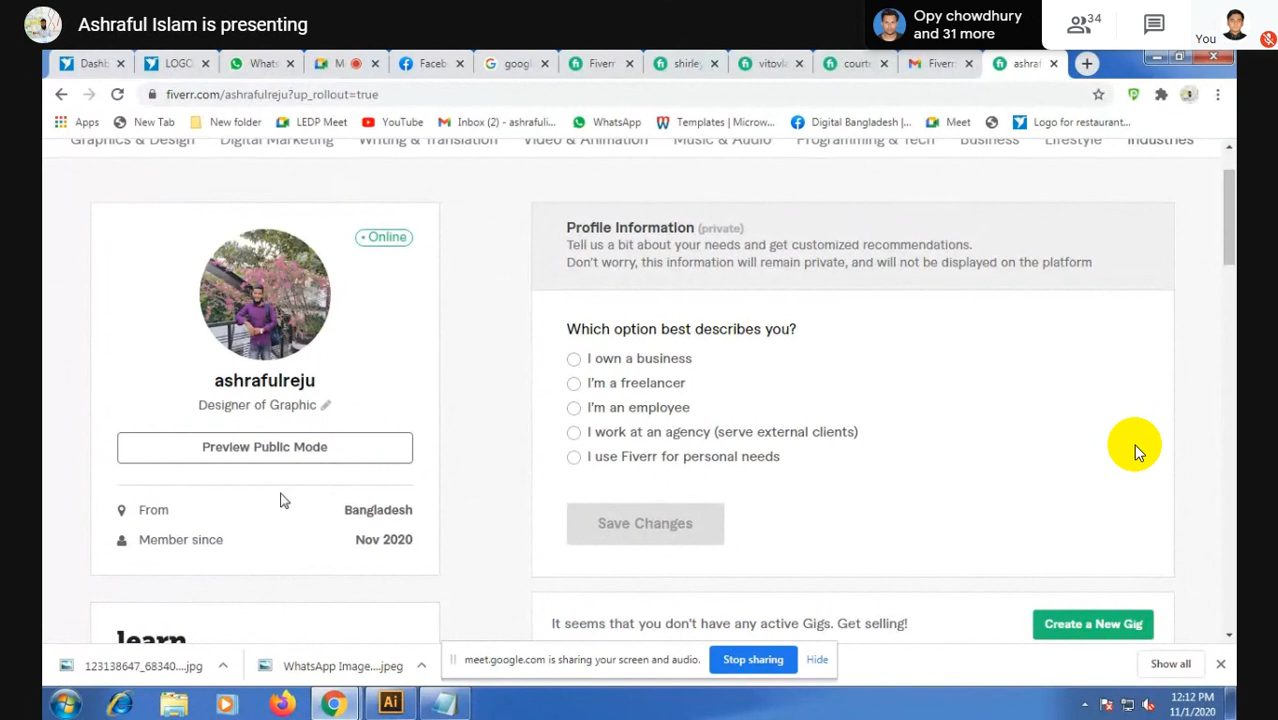 Ashraful Islam is presenting
Opy chowdhury
and 31 more
34
You
Dashb
LOGO
Whats
M
Faceb
googl
Fiverr
shirley
vitovla
courtn
Fiverr
ashraf
fiverr.com/ashrafulreju?up_rollout=true
Apps
New Tab
New folder
LEDP Meet
YouTube
Inbox (2) - ashrafuli...
WhatsApp
Templates | Microw...
Digital Bangladesh |...
Meet
Logo for restaurant...
Graphics & Design
Digital Marketing
Writing & Translation
Video & Animation
Music & Audio
Programming & Tech
Business
Lifestyle
Industries
• Online
ashrafulreju
Designer of Graphic
Preview Public Mode
From
Bangladesh
Member since
Nov 2020
learn
Profile Information (private)
Tell us a bit about your needs and get customized recommendations.
Don't worry, this information will remain private, and will not be displayed on the platform
Which option best describes you?
I own a business
I'm a freelancer
I'm an employee
I work at an agency (serve external clients)
I use Fiverr for personal needs
Save Changes
It seems that you don't have any active Gigs. Get selling!
Create a New Gig
123138647_68340....jpg
WhatsApp Image....jpeg
meet.google.com is sharing your screen and audio.
Stop sharing
Hide
Show all
Ai
12:12 PM
11/1/2020